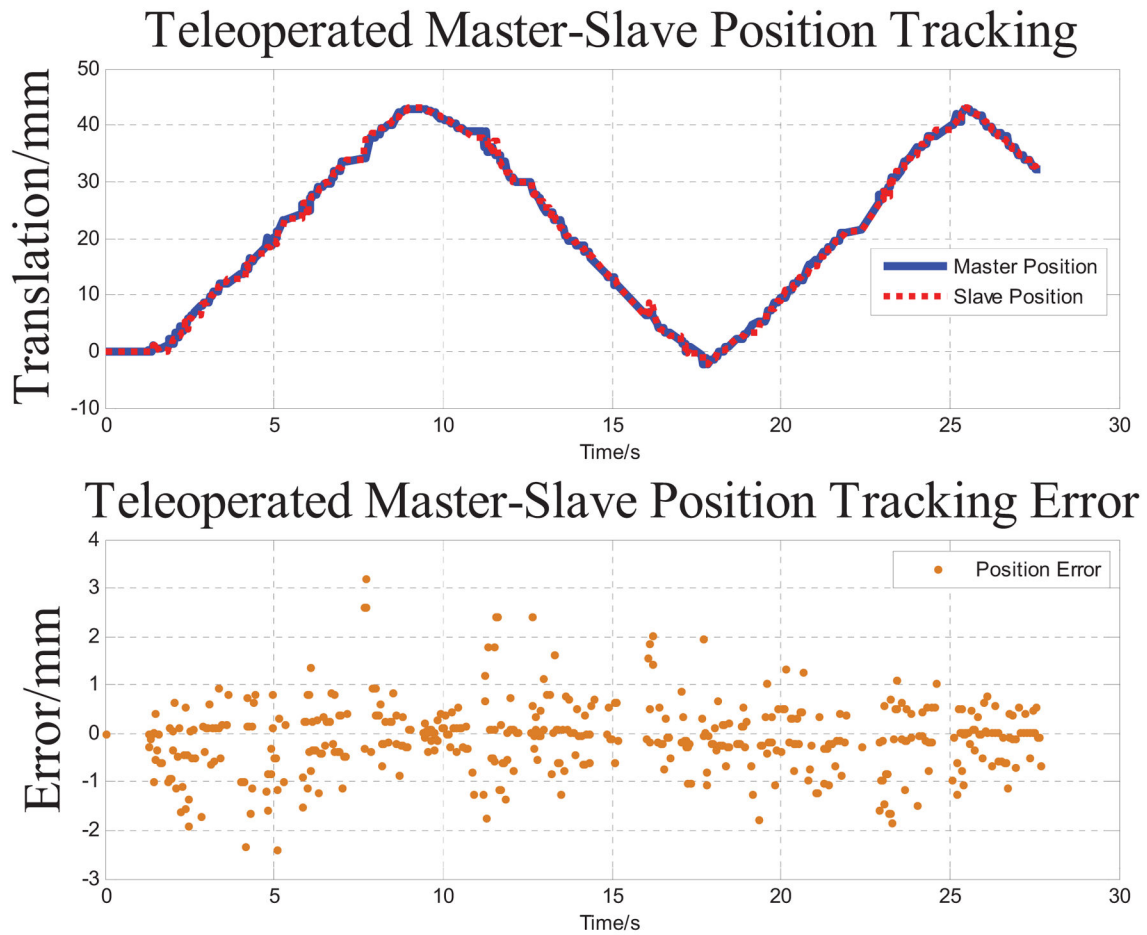 Teleoperated Master-Slave Position Tracking
Translation/mm
50
40
30
20
10
0
-10
0 5 10 15 20 25 30
Time/s
Master Position
Slave Position
Teleoperated Master-Slave Position Tracking Error
Error/mm
4
3
2
1
0
-1
-2
-3
0 5 10 15 20 25 30
Time/s
Position Error